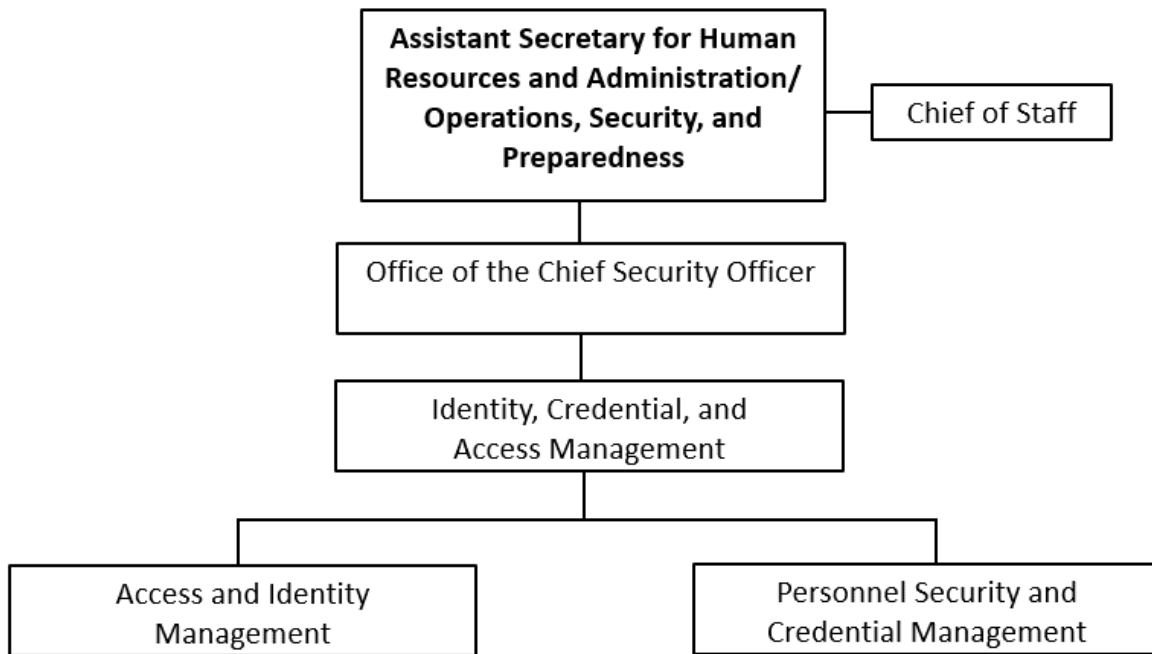 Assistant Secretary for Human
Resources and Administration/
Operations, Security, and
Preparedness
Chief of Staff
Office of the Chief Security Officer
Identity, Credential, and
Access Management
Access and Identity
Management
Personnel Security and
Credential Management